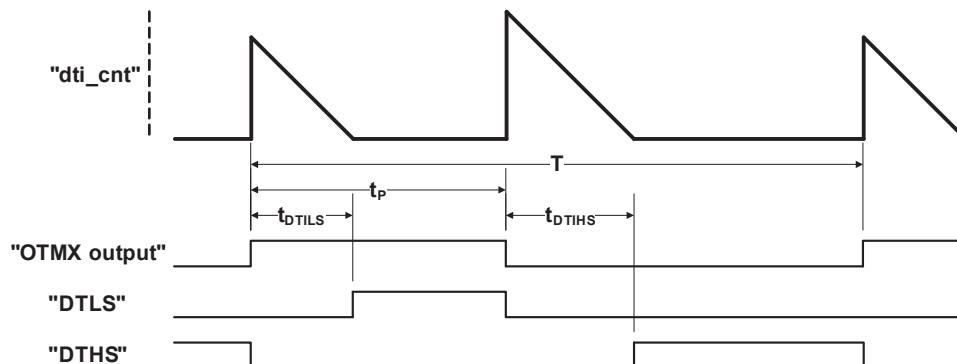 "dti_cnt"
T
tP
tDTILS
tDTIHS
"OTMX output"
"DTLS"
"DTHS"